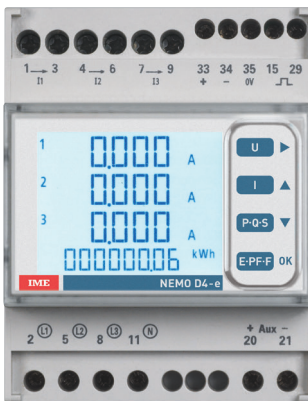 1 → 3 4 → 6 7 → 9 33 34 35 15 29
I1 I2 I3 + − 0V
1 0.000 A
2 0.000 A
3 0.000 A
000000.06 kWh
U
I
P·Q·S
E·PF·F OK
IME NEMO D4-e
2 L1 5 L2 8 L3 11 N + Aux −
20 21